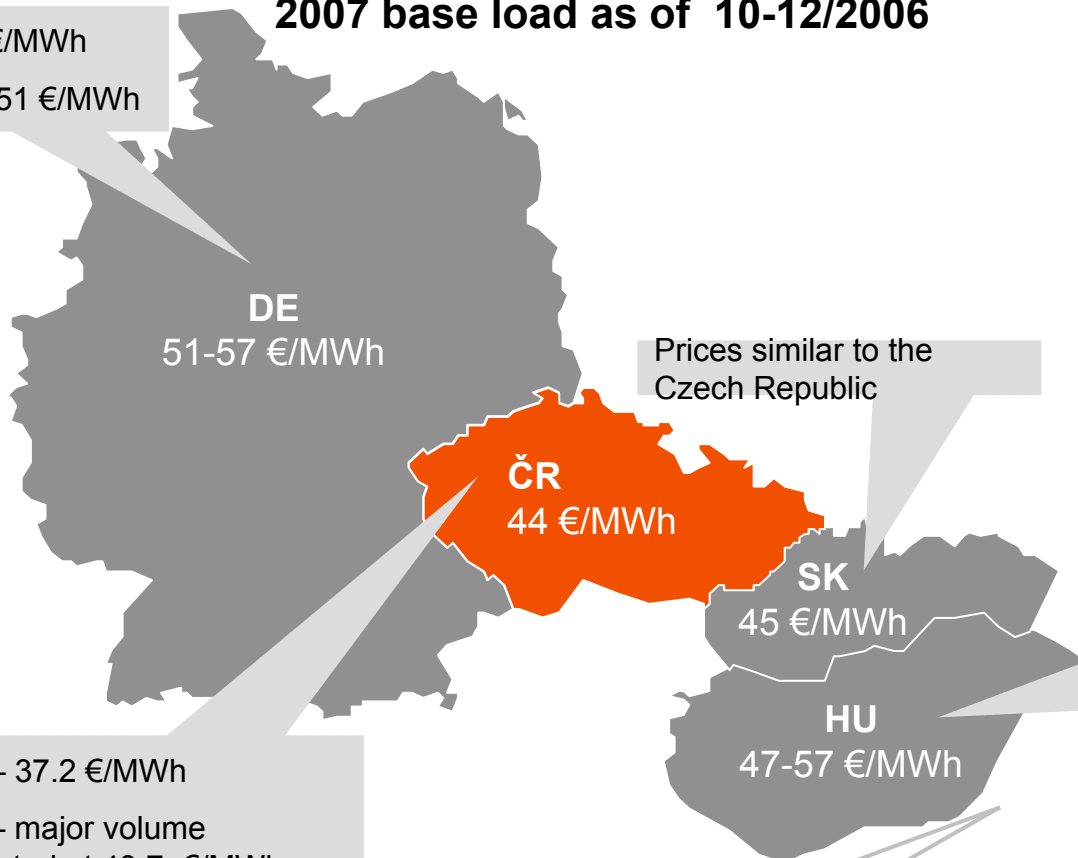 2007 base load as of 10-12/2006
€/MWh
51 €/MWh
DE
51-57 €/MWh
Prices similar to the
Czech Republic
ČR
44 €/MWh
SK
45 €/MWh
HU
47-57 €/MWh
- 37.2 €/MWh
- major volume